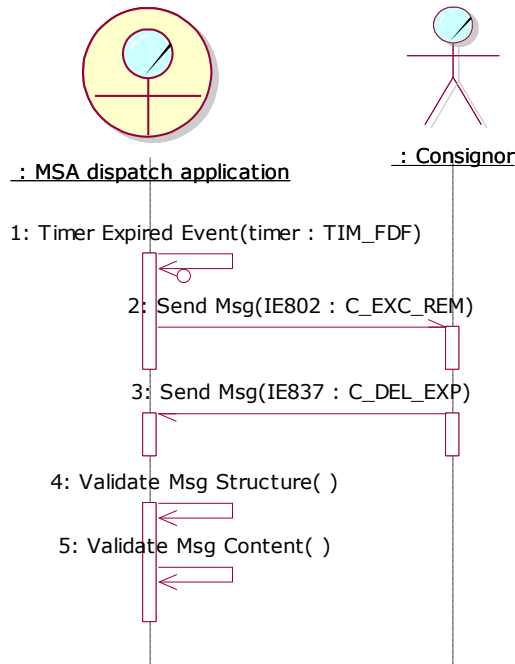 : MSA dispatch application
: Consignor
1: Timer Expired Event(timer : TIM_FDF)
2: Send Msg(IE802 : C_EXC_REM)
3: Send Msg(IE837 : C_DEL_EXP)
4: Validate Msg Structure( )
5: Validate Msg Content( )